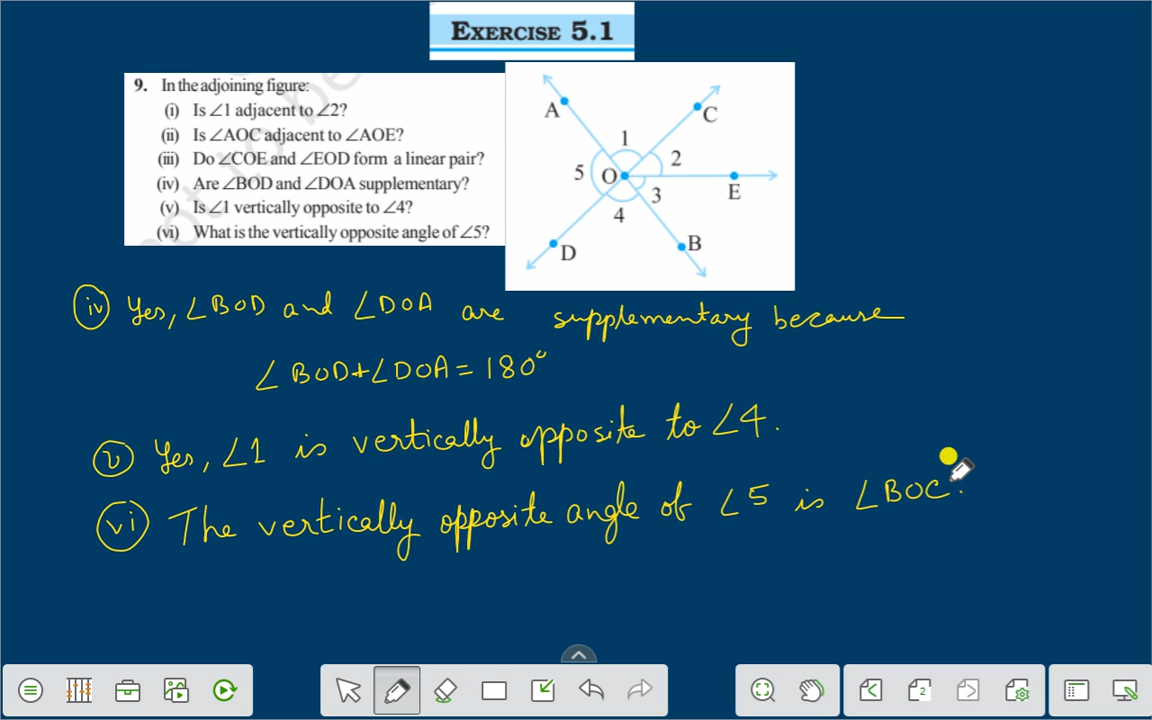 EXERCISE 5.1
9. In the adjoining figure:
(i) Is ∠1 adjacent to ∠2?
(ii) Is ∠AOC adjacent to ∠AOE?
(iii) Do ∠COE and ∠EOD form a linear pair?
(iv) Are ∠BOD and ∠DOA supplementary?
(v) Is ∠1 vertically opposite to ∠4?
(vi) What is the vertically opposite angle of ∠5?
A
C
1
2
5
O
3
E
4
B
D
(iv) Yes, ∠BOD and ∠DOA are supplementary because
∠BOD+∠DOA = 180°
(v) Yes, ∠1 is vertically opposite to ∠4.
(vi) The vertically opposite angle of ∠5 is ∠BOC.
2